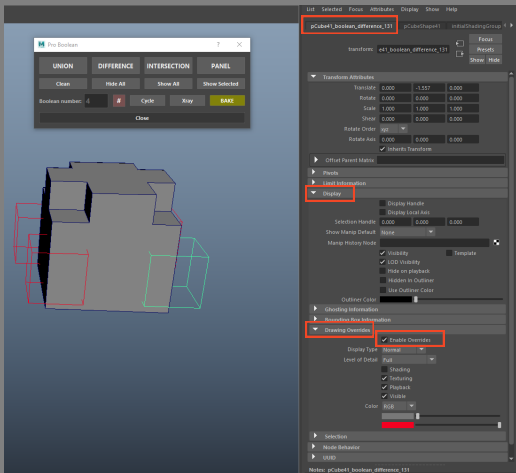 List Selected Focus Attributes Display Show Help
pCube41_boolean_difference_131 pCubeShape41 initialShadingGroup
transform: e41_boolean_difference_131
Focus
Presets
Show Hide
Pro Boolean ? ×
UNION DIFFERENCE INTERSECTION PANEL
Clean Hide All Show All Show Selected
Boolean number: 4 # Cycle Xray BAKE
Close
Transform Attributes
Translate 0.000 -1.557 0.000
Rotate 0.000 0.000 0.000
Scale 1.000 1.000 1.000
Shear 0.000 0.000 0.000
Rotate Order xyz
Rotate Axis 0.000 0.000 0.000
Inherits Transform
Offset Parent Matrix
Pivots
Limit Information
Display
Display Handle
Display Local Axis
Selection Handle 0.000 0.000 0.000
Show Manip Default None
Manip History Node
Visibility Template
LOD Visibility
Hide on playback
Hidden in Outliner
Use Outliner Color
Outliner Color
Ghosting Information
Bounding Box Information
Drawing Overrides
Enable Overrides
Display Type Normal
Level of Detail Full
Shading
Texturing
Playback
Visible
Color RGB
Selection
Node Behavior
UUID
Notes: pCube41_boolean_difference_131